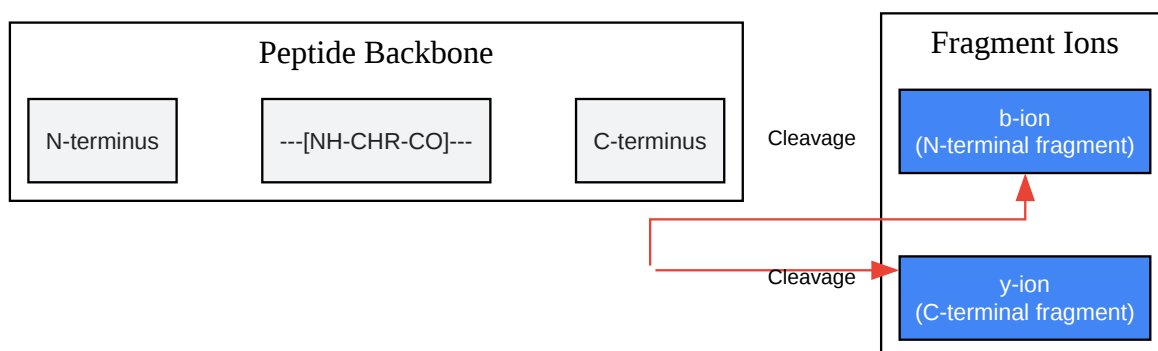 Peptide Backbone
N-terminus
---[NH-CHR-CO]---
C-terminus
Cleavage
Fragment Ions
b-ion
(N-terminal fragment)
Cleavage
y-ion
(C-terminal fragment)